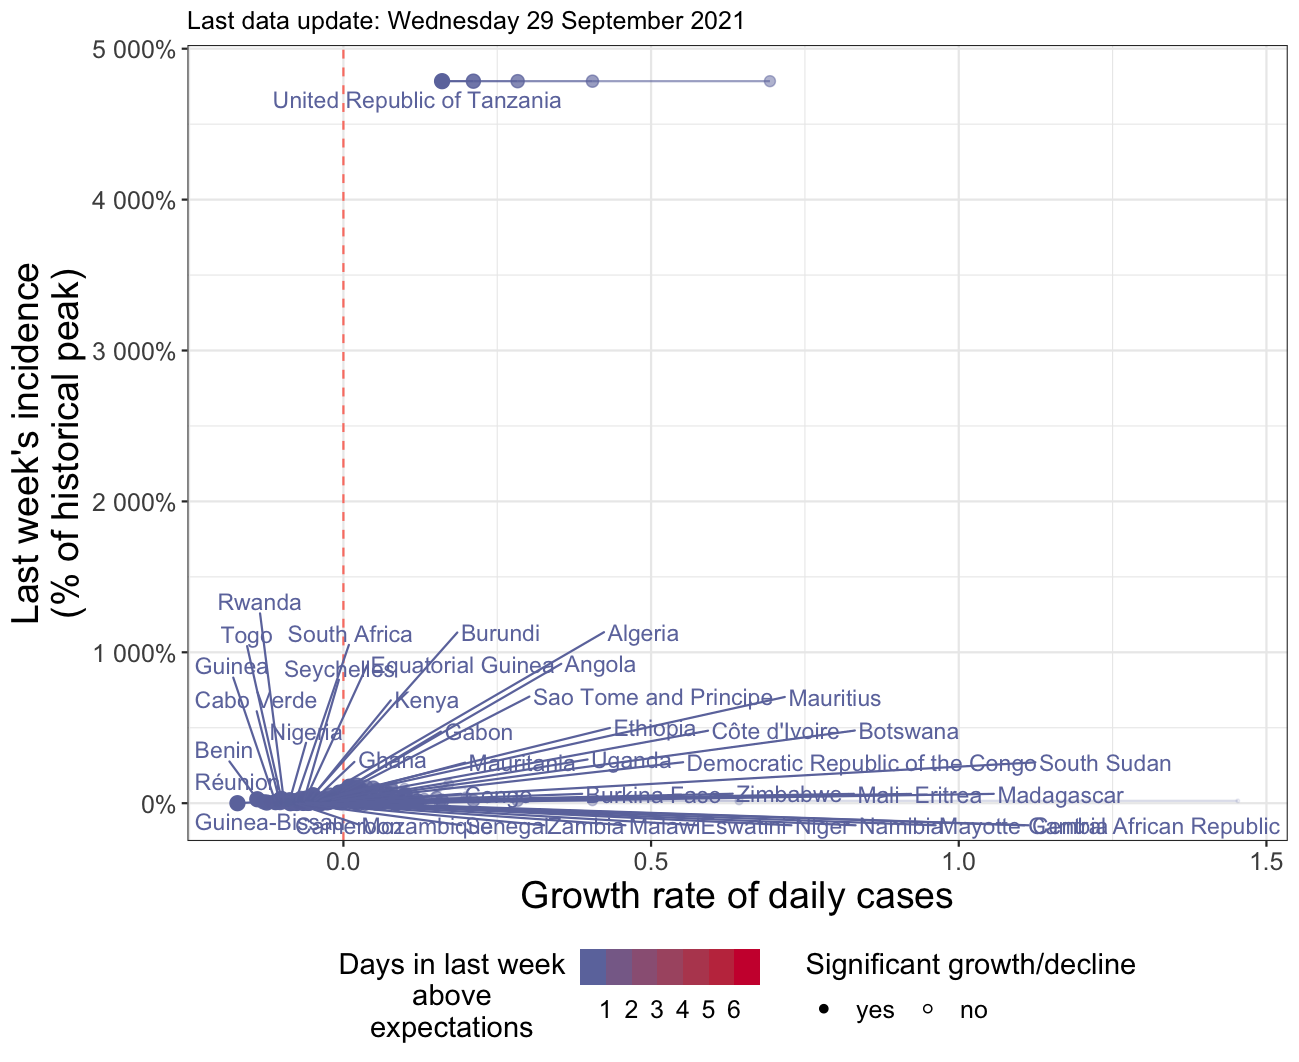 Last data update: Wednesday 29 September 2021
5 000%
4 000%
3 000%
2 000%
1 000%
0%
Last week's incidence
(% of historical peak)
United Republic of Tanzania
Rwanda
Togo
South Africa
Burundi
Algeria
Guinea
Seychelles
Equatorial Guinea
Angola
Cabo Verde
Kenya
Sao Tome and Principe
Mauritius
Nigeria
Gabon
Ethiopia
Côte d'Ivoire
Botswana
Benin
Ghana
Mauritania
Uganda
Democratic Republic of the Congo
South Sudan
Réunion
Congo
Burkina Faso
Zimbabwe
Mali
Eritrea
Madagascar
Guinea-Bissau
Cameroon
Mozambique
Senegal
Zambia
Malawi
Eswatini
Niger
Namibia
Mayotte
Gambia
Central African Republic
0.0
0.5
1.0
1.5
Growth rate of daily cases
Days in last week
above
expectations
1 2 3 4 5 6
Significant growth/decline
yes
no